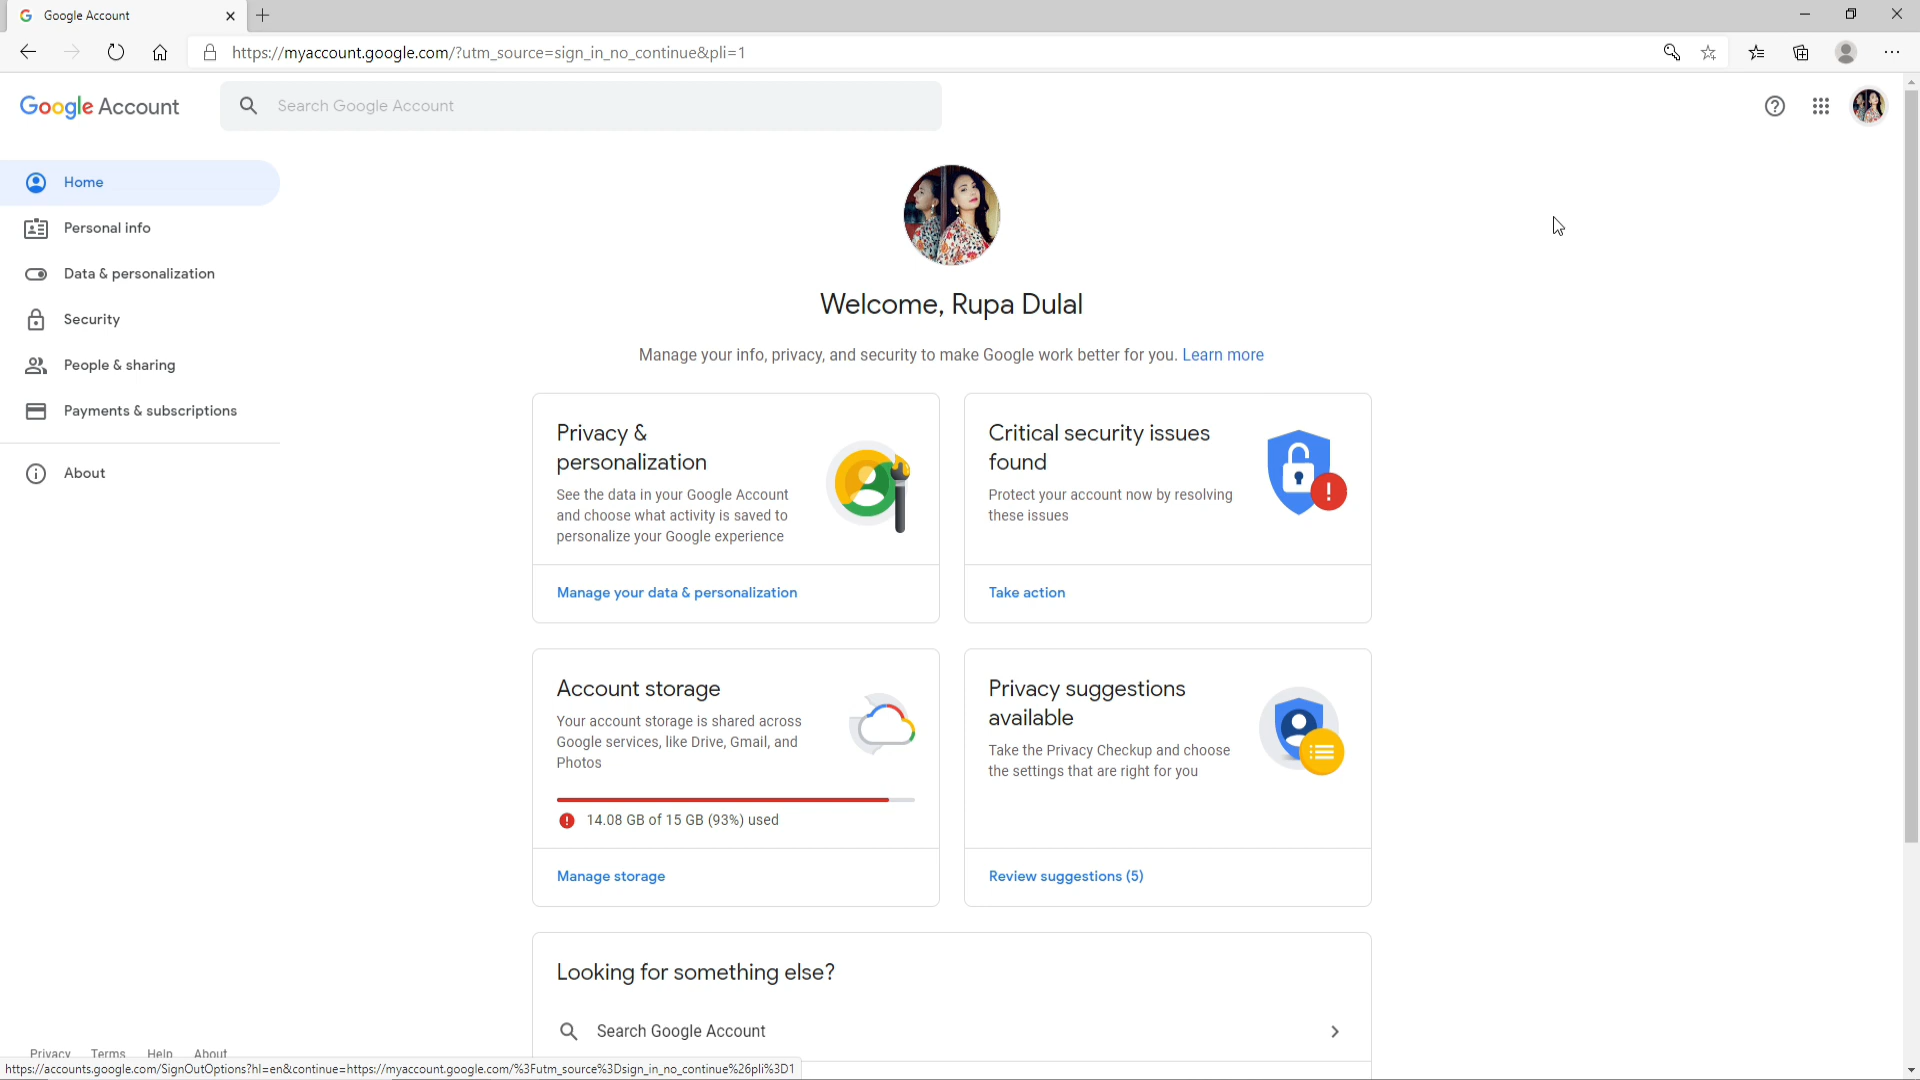 Google Account
https://myaccount.google.com/?utm_source=sign_in_no_continue&pli=1
Google Account
Search Google Account
Home
Personal info
Data & personalization
Security
People & sharing
Payments & subscriptions
About
Welcome, Rupa Dulal
Manage your info, privacy, and security to make Google work better for you. Learn more
Privacy &
personalization
See the data in your Google Account
and choose what activity is saved to
personalize your Google experience
Manage your data & personalization
Critical security issues
found
Protect your account now by resolving
these issues
Take action
Account storage
Your account storage is shared across
Google services, like Drive, Gmail, and
Photos
14.08 GB of 15 GB (93%) used
Manage storage
Privacy suggestions
available
Take the Privacy Checkup and choose
the settings that are right for you
Review suggestions (5)
Looking for something else?
Search Google Account
Privacy Terms Help About
https://accounts.google.com/SignOutOptions?hl=en&continue=https://myaccount.google.com/%3Futm_source%3Dsign_in_no_continue%26pli%3D1